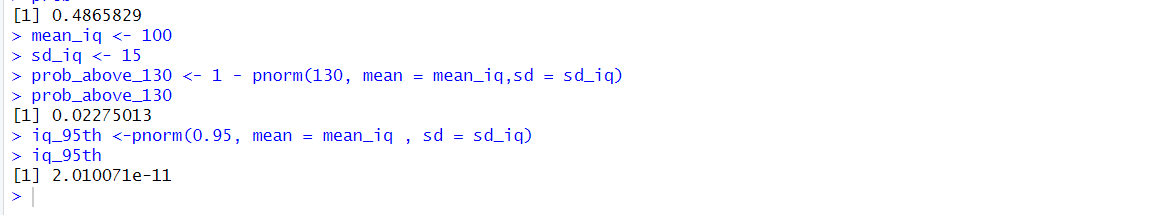 [1] 0.4865829
> mean_iq <- 100
> sd_iq <- 15
> prob_above_130 <- 1 - pnorm(130, mean = mean_iq,sd = sd_iq)
> prob_above_130
[1] 0.02275013
> iq_95th <-pnorm(0.95, mean = mean_iq , sd = sd_iq)
> iq_95th
[1] 2.010071e-11
>